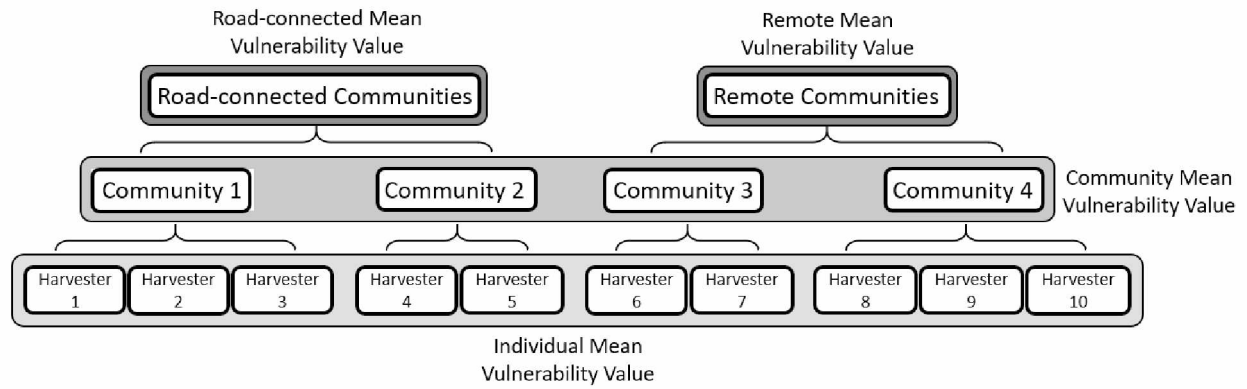 Road-connected Mean
Vulnerability Value
Remote Mean
Vulnerability Value
Road-connected Communities
Remote Communities
Community 1
Community 2
Community 3
Community 4
Community Mean
Vulnerability Value
Harvester
1
Harvester
2
Harvester
3
Harvester
4
Harvester
5
Harvester
6
Harvester
7
Harvester
8
Harvester
9
Harvester
10
Individual Mean
Vulnerability Value